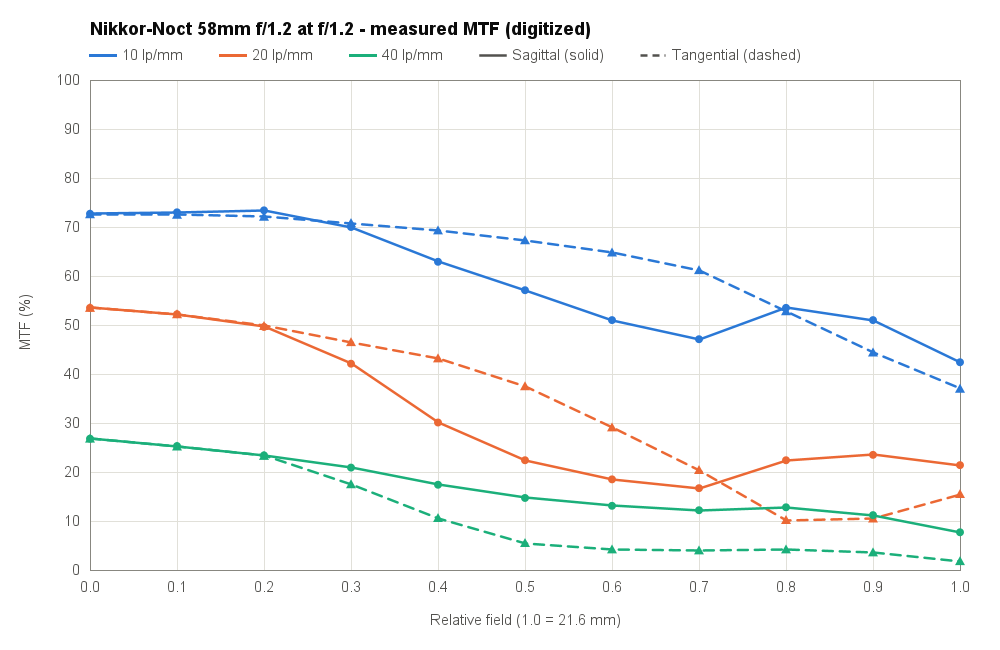 Nikkor-Noct 58mm f/1.2 at f/1.2 - measured MTF (digitized)
10 lp/mm 20 lp/mm 40 lp/mm Sagittal (solid) Tangential (dashed)
100
90
80
70
60
50
40
30
20
10
0
MTF (%)
0.0 0.1 0.2 0.3 0.4 0.5 0.6 0.7 0.8 0.9 1.0
Relative field (1.0 = 21.6 mm)